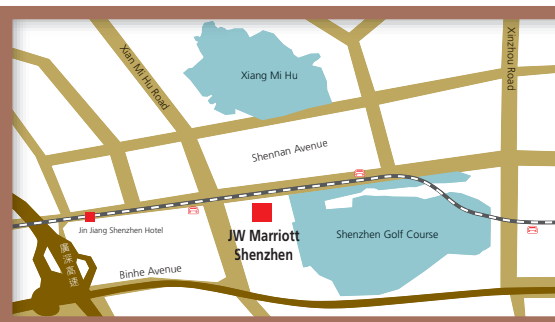 Xian Mi Hu Road
Xiang Mi Hu
Xinzhou Road
Shennan Avenue
Jin Jiang Shenzhen Hotel
JW Marriott
Shenzhen
Shenzhen Golf Course
廣深高速
Binhe Avenue